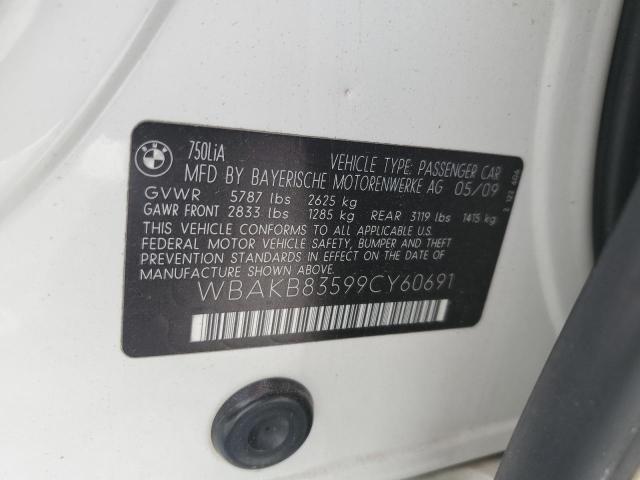 BMW
750LiA
VEHICLE TYPE: PASSENGER CAR
MFD BY BAYERISCHE MOTORENWERKE AG 05/09
GVWR 5787 lbs 2625 kg
GAWR FRONT 2833 lbs 1285 kg REAR 3119 lbs 1415 kg
THIS VEHICLE CONFORMS TO ALL APPLICABLE U.S.
FEDERAL MOTOR VEHICLE SAFETY, BUMPER AND THEFT
PREVENTION STANDARDS IN EFFECT ON THE DATE OF
MANUFACTURE SHOWN ABOVE.
WBAKB83599CY60691